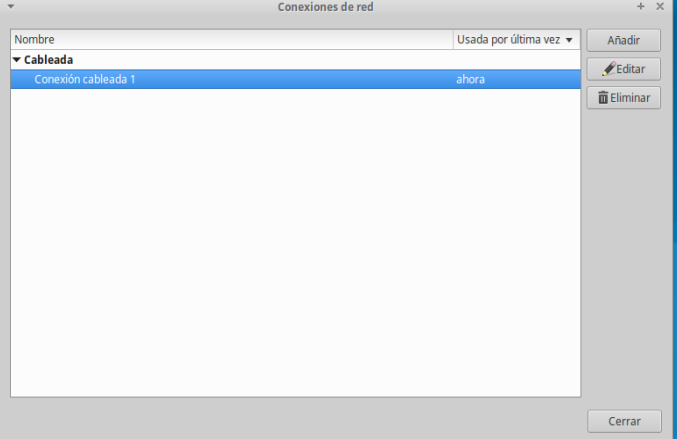 Conexiones de red
Nombre Usada por última vez
Añadir
Cableada
Editar
Conexión cableada 1 ahora
Eliminar
Cerrar